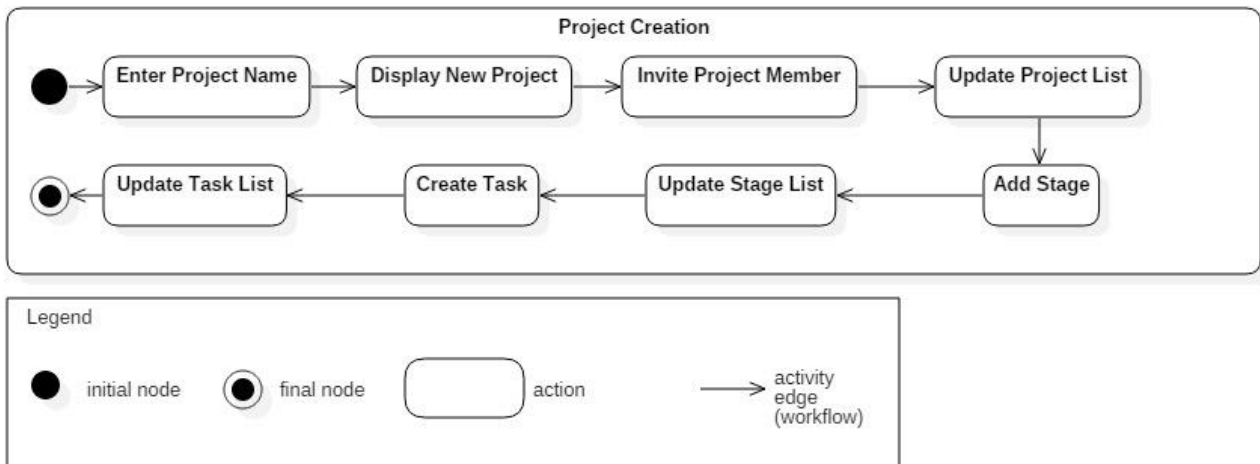 Project Creation
Enter Project Name
Display New Project
Invite Project Member
Update Project List
Update Task List
Create Task
Update Stage List
Add Stage
Legend
initial node
final node
action
activity
edge
(workflow)